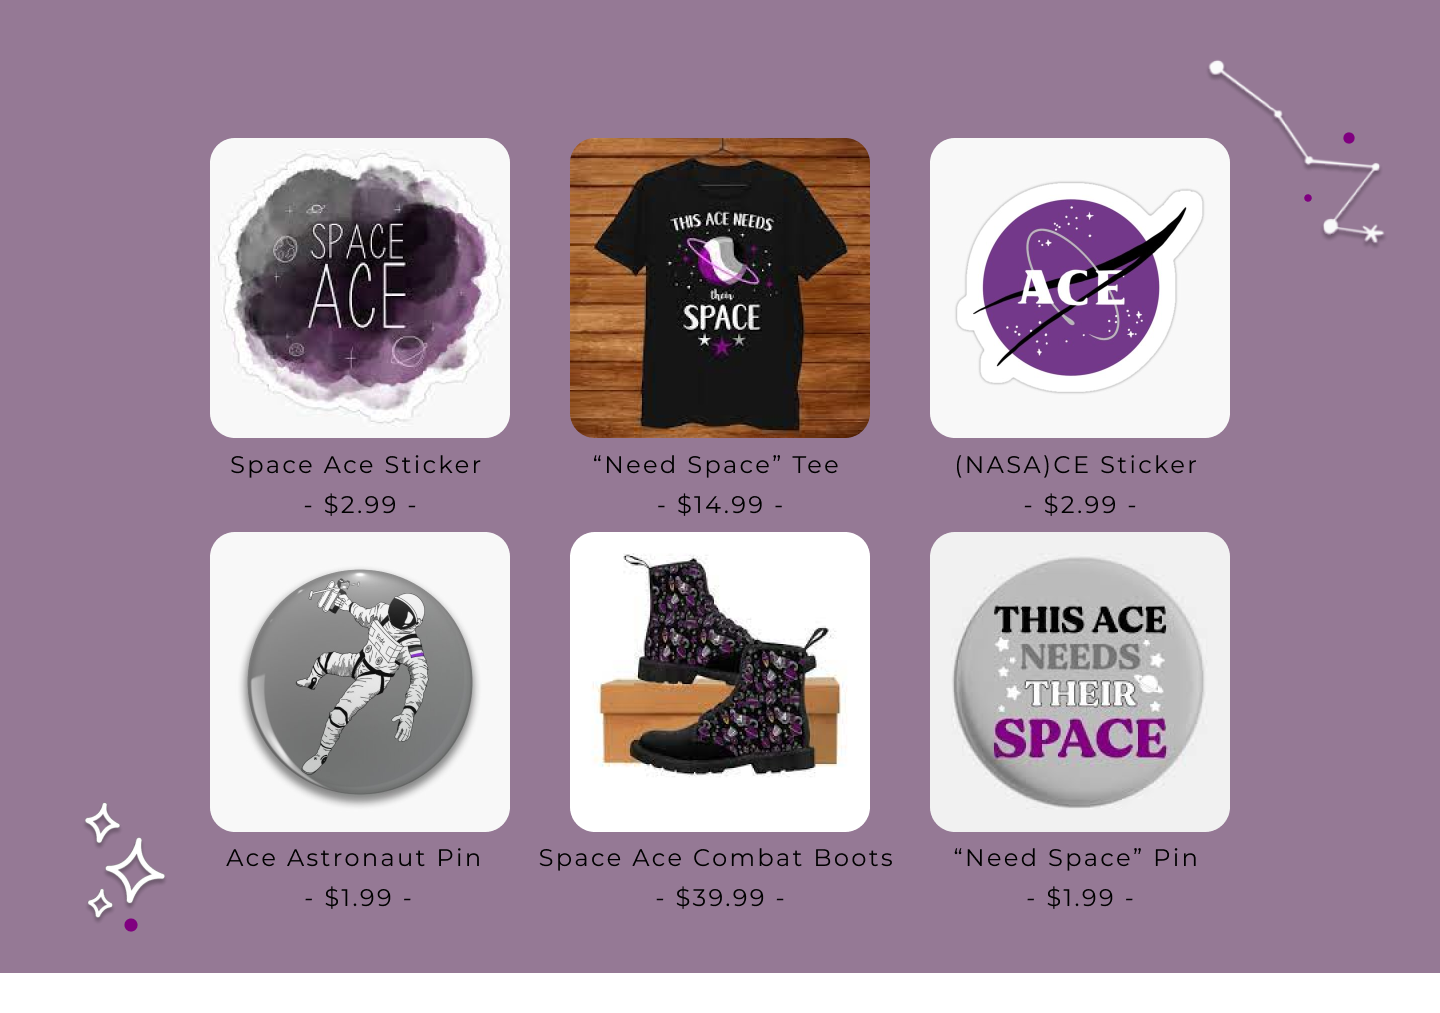 SPACE
ACE
THIS ACE NEEDS
their
SPACE
ACE
Space Ace Sticker
- $2.99 -
“Need Space” Tee
- $14.99 -
(NASA)CE Sticker
- $2.99 -
THIS ACE
NEEDS
THEIR
SPACE
Ace Astronaut Pin
- $1.99 -
Space Ace Combat Boots
- $39.99 -
“Need Space” Pin
- $1.99 -